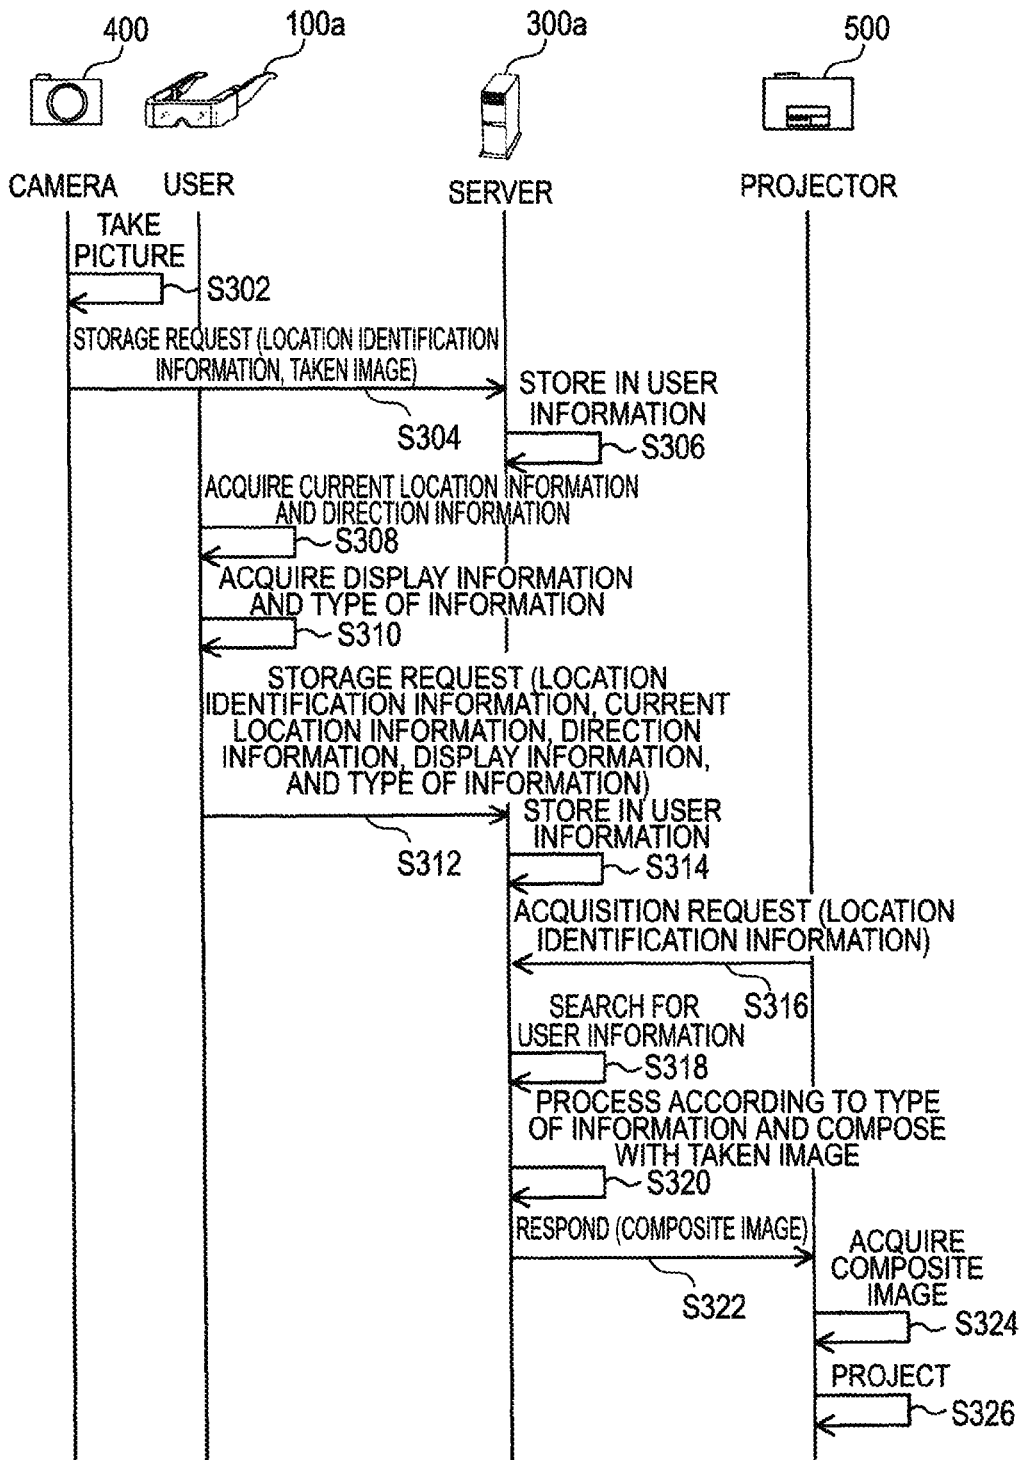 400
100a
300a
500
CAMERA
USER
SERVER
PROJECTOR
TAKE
PICTURE
S302
STORAGE REQUEST (LOCATION IDENTIFICATION
INFORMATION, TAKEN IMAGE)
S304
STORE IN USER
INFORMATION
S306
ACQUIRE CURRENT LOCATION INFORMATION
AND DIRECTION INFORMATION
S308
ACQUIRE DISPLAY INFORMATION
AND TYPE OF INFORMATION
S310
STORAGE REQUEST (LOCATION
IDENTIFICATION INFORMATION, CURRENT
LOCATION INFORMATION, DIRECTION
INFORMATION, DISPLAY INFORMATION,
AND TYPE OF INFORMATION)
S312
STORE IN USER
INFORMATION
S314
ACQUISITION REQUEST (LOCATION
IDENTIFICATION INFORMATION)
S316
SEARCH FOR
USER INFORMATION
S318
PROCESS ACCORDING TO TYPE
OF INFORMATION AND COMPOSE
WITH TAKEN IMAGE
S320
RESPOND (COMPOSITE IMAGE)
S322
ACQUIRE
COMPOSITE
IMAGE
S324
PROJECT
S326